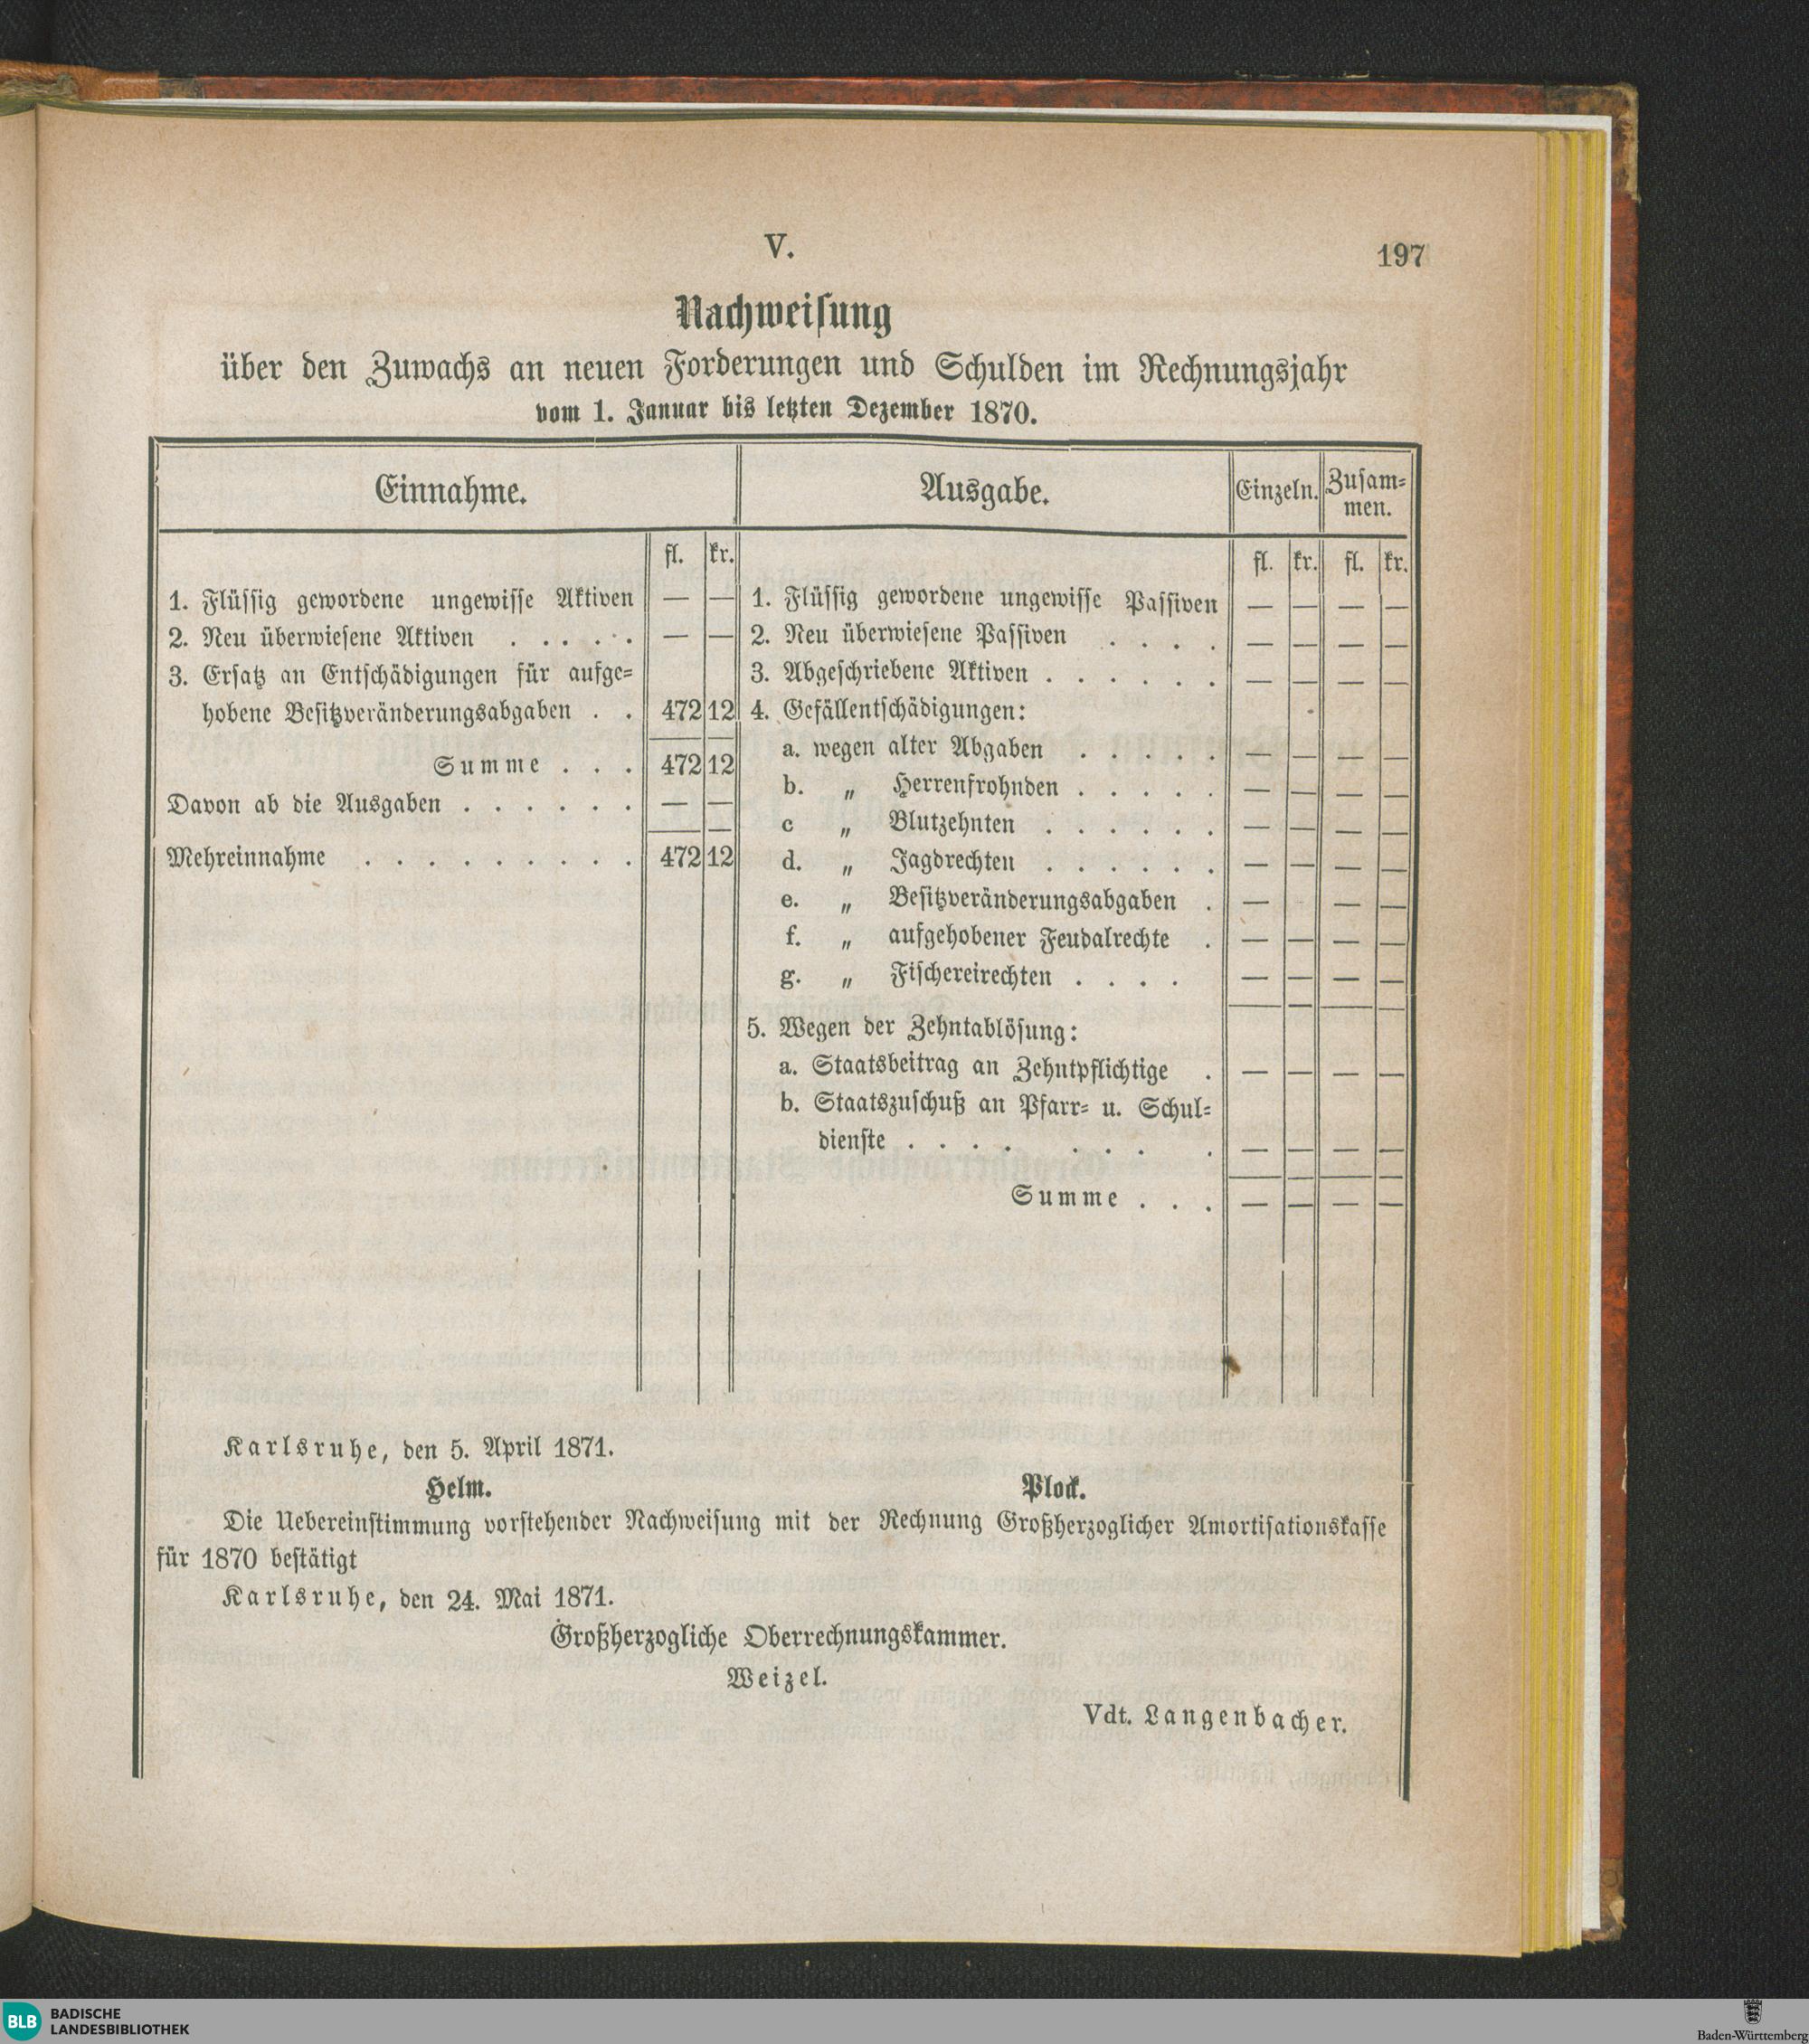 V.
197
Nachweisung
über den Zuwachs an neuen Forderungen und Schulden im Rechnungsjahr
vom 1. Januar bis letzten Dezember 1870.
Einnahme.
fl. kr.
1. Flüssig gewordene ungewisse Aktiven — —
2. Neu überwiesene Aktiven . . . . . — —
3. Ersatz an Entschädigungen für aufge=
hobene Besitzveränderungsabgaben . . 472 12
Summe . . . 472 12
Davon ab die Ausgaben . . . . . . — —
Mehreinnahme . . . . . . . . . 472 12
Ausgabe. Einzeln. Zusam=
men.
fl. kr. fl. kr.
1. Flüssig gewordene ungewisse Passiven — — — —
2. Neu überwiesene Passiven . . . . — — — —
3. Abgeschriebene Aktiven . . . . . . — — — —
4. Gefällentschädigungen:
a. wegen alter Abgaben . . . . . — — — —
b. „ Herrenfrohnden . . . . . — — — —
c „ Blutzehnten . . . . . . — — — —
d. „ Jagdrechten . . . . . . — — — —
e. „ Besitzveränderungsabgaben . — — —
f. „ aufgehobener Feudalrechte . — — — —
g. „ Fischereirechten . . . . — — — —
5. Wegen der Zehntablösung:
a. Staatsbeitrag an Zehntpflichtige . — — — —
b. Staatszuschuß an Pfarr= u. Schul=
dienste . . . . . . . . — — — —
Summe . . . — — — —
Karlsruhe, den 5. April 1871.
Helm. Plock.
Die Uebereinstimmung vorstehender Nachweisung mit der Rechnung Großherzoglicher Amortisationskasse
für 1870 bestätigt
Karlsruhe, den 24. Mai 1871.
Großherzogliche Oberrechnungskammer.
Weizel.
Vdt. Langenbacher.
BLB BADISCHE
LANDESBIBLIOTHEK
Baden-Württemberg